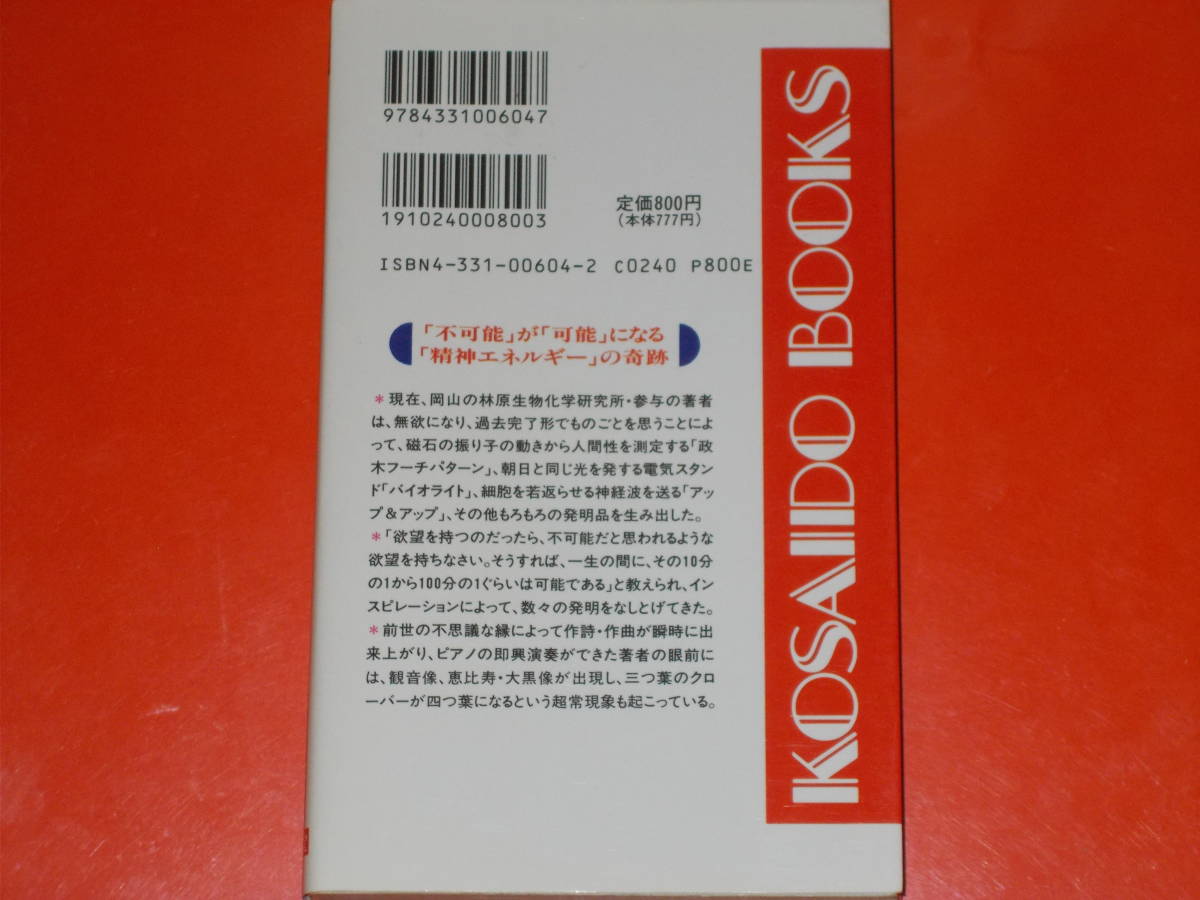 9784331006047
1910240008003
定価800円
(本体777円)
ISBN4-331-00604-2 C0240 P800E
「不可能」が「可能」になる
「精神エネルギー」の奇跡
＊現在、岡山の林原生物化学研究所・参与の著者
は、無欲になり、過去完了形でものごとを思うことによ
って、磁石の振り子の動きから人間性を測定する「政
木フーチパターン」、朝日と同じ光を発する電気スタン
ド「バイオライト」、細胞を若返らせる神経波を送る「アッ
プ&アップ」、その他もろもろの発明品を生み出した。
＊「欲望を持つのだったら、不可能だと思われるような
欲望を持ちなさい。そうすれば、一生の間に、その10分
の1から100分の1ぐらいは可能である」と教えられ、イン
スピレーションによって、数々の発明をなしとげてきた。
＊前世の不思議な縁によって作詩・作曲が瞬時に出
来上がり、ピアノの即興演奏ができた著者の眼前に
は、観音像、恵比寿・大黒像が出現し、三つ葉のクロ
ーバーが四つ葉になるという超常現象も起こっている。
KOSAIDO BOOKS